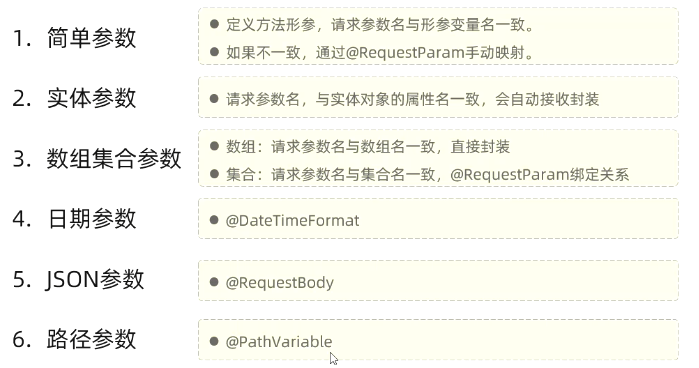 1. 简单参数
● 定义方法形参，请求参数名与形参变量名一致。
● 如果不一致，通过@RequestParam手动映射。
2. 实体参数
● 请求参数名，与实体对象的属性名一致，会自动接收封装
3. 数组集合参数
● 数组：请求参数名与数组名一致，直接封装
● 集合：请求参数名与集合名一致，@RequestParam绑定关系
4. 日期参数
● @DateTimeFormat
5. JSON参数
● @RequestBody
6. 路径参数
● @PathVariable